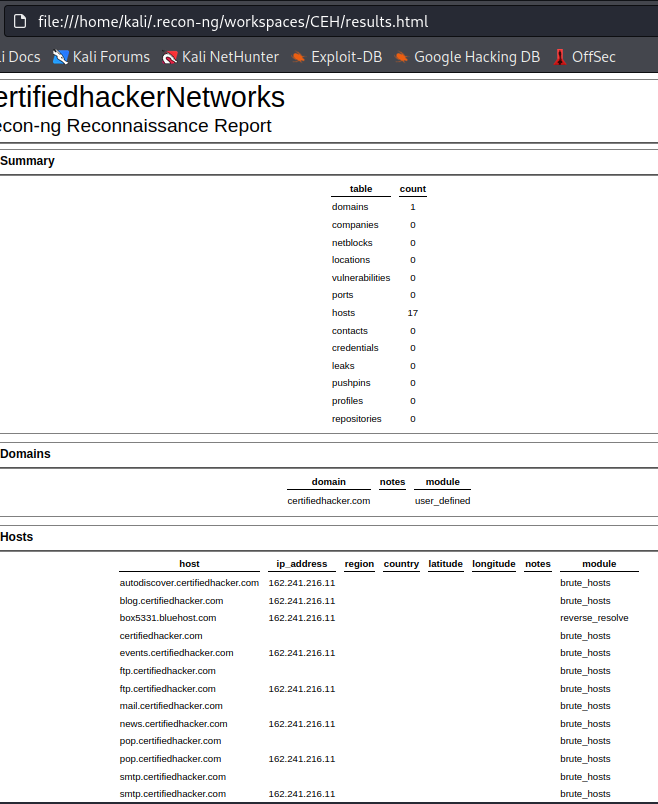 file:///home/kali/.recon-ng/workspaces/CEH/results.html
li Docs Kali Forums Kali NetHunter Exploit-DB Google Hacking DB OffSec
ertifiedhackerNetworks
econ-ng Reconnaissance Report
Summary
table count
domains 1
companies 0
netblocks 0
locations 0
vulnerabilities 0
ports 0
hosts 17
contacts 0
credentials 0
leaks 0
pushpins 0
profiles 0
repositories 0
Domains
domain notes module
certifiedhacker.com user_defined
Hosts
host ip_address region country latitude longitude notes module
autodiscover.certifiedhacker.com 162.241.216.11 brute_hosts
blog.certifiedhacker.com 162.241.216.11 brute_hosts
box5331.bluehost.com 162.241.216.11 reverse_resolve
certifiedhacker.com brute_hosts
events.certifiedhacker.com 162.241.216.11 brute_hosts
ftp.certifiedhacker.com brute_hosts
ftp.certifiedhacker.com 162.241.216.11 brute_hosts
mail.certifiedhacker.com brute_hosts
news.certifiedhacker.com 162.241.216.11 brute_hosts
pop.certifiedhacker.com brute_hosts
pop.certifiedhacker.com 162.241.216.11 brute_hosts
smtp.certifiedhacker.com brute_hosts
smtp.certifiedhacker.com 162.241.216.11 brute_hosts